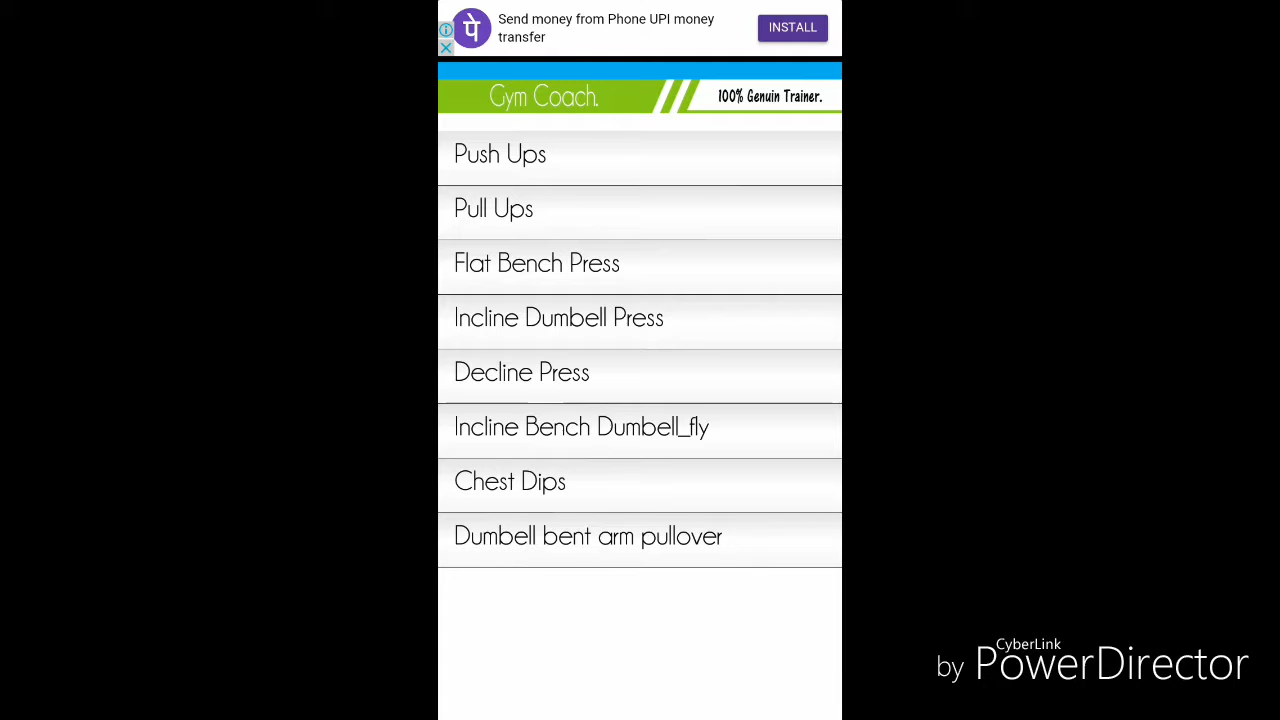 पे
Send money from Phone UPI money
transfer
INSTALL
Gym Coach.
100% Genuin Trainer.
Push Ups
Pull Ups
Flat Bench Press
Incline Dumbell Press
Decline Press
Incline Bench Dumbell_fly
Chest Dips
Dumbell bent arm pullover
CyberLink
by PowerDirector